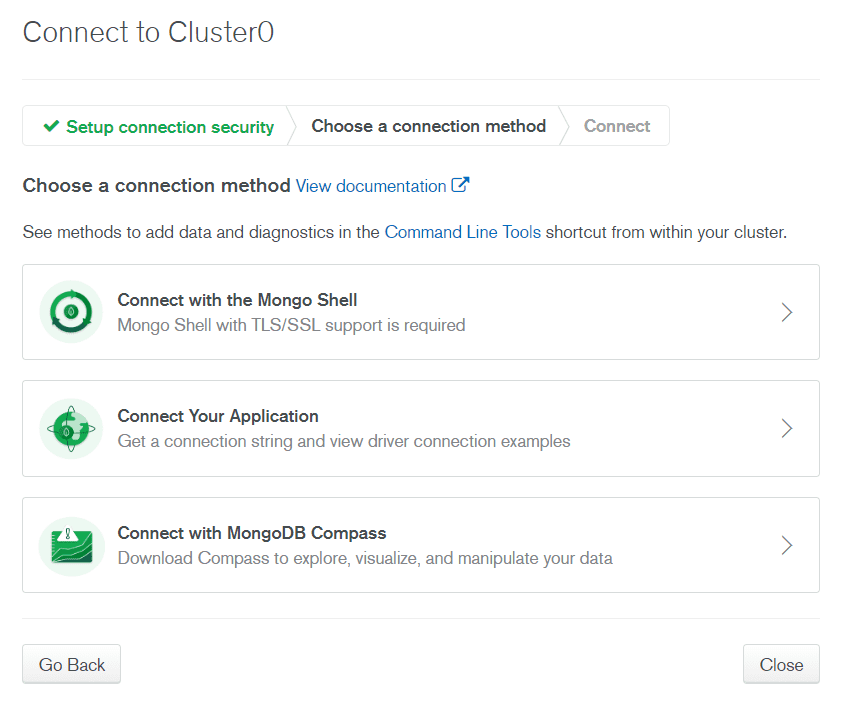 Connect to Cluster0
Setup connection security
Choose a connection method
Connect
Choose a connection method View documentation
See methods to add data and diagnostics in the Command Line Tools shortcut from within your cluster.
Connect with the Mongo Shell
Mongo Shell with TLS/SSL support is required
Connect Your Application
Get a connection string and view driver connection examples
Connect with MongoDB Compass
Download Compass to explore, visualize, and manipulate your data
Go Back
Close